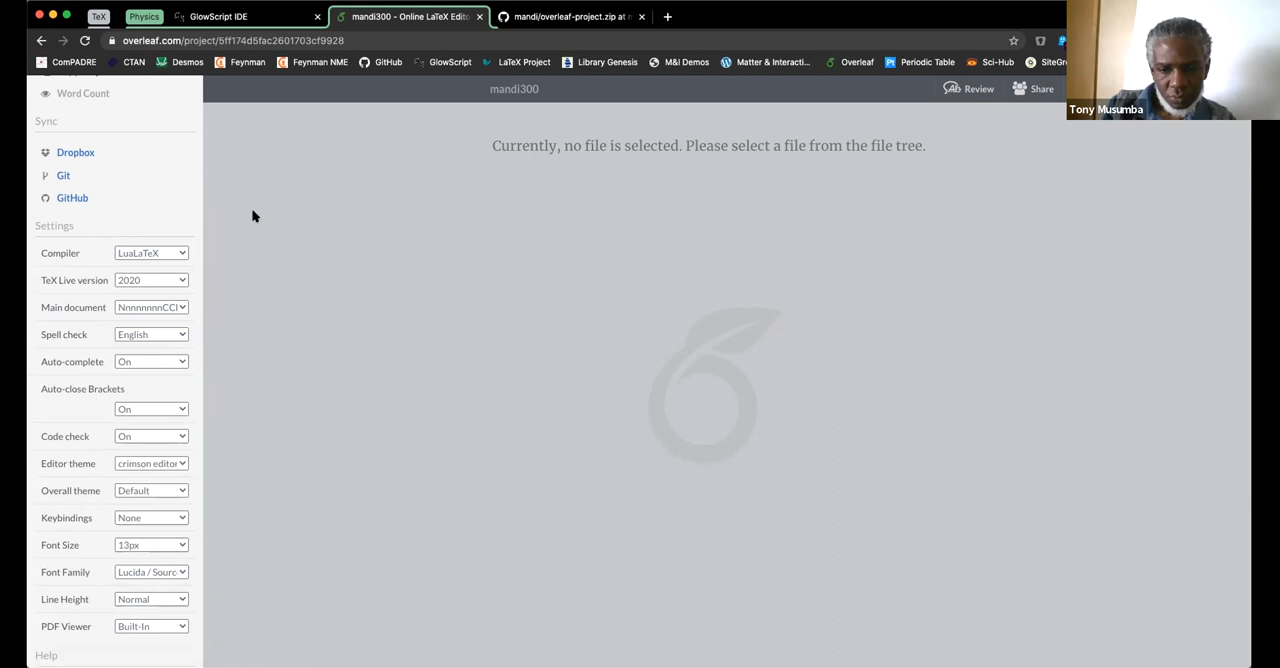 TeX Physics GlowScript IDE mandi300 - Online LaTeX Edito mandi/overleaf-project.zip at m
overleaf.com/project/5ff174d5fac2601703cf9928
ComPADRE CTAN Desmos Feynman Feynman NME GitHub GlowScript LaTeX Project Library Genesis M&I Demos Matter & Interacti... Overleaf Periodic Table Sci-Hub SiteGro
Tony Musumba
Word Count
mandi300
Review Share
Sync
Currently, no file is selected. Please select a file from the file tree.
Dropbox
Git
GitHub
Settings
Compiler LuaLaTeX
TeX Live version 2020
Main document NnnnnnnCCI
Spell check English
Auto-complete On
Auto-close Brackets
On
Code check On
Editor theme crimson editor
Overall theme Default
Keybindings None
Font Size 13px
Font Family Lucida / Sourc
Line Height Normal
PDF Viewer Built-In
Help